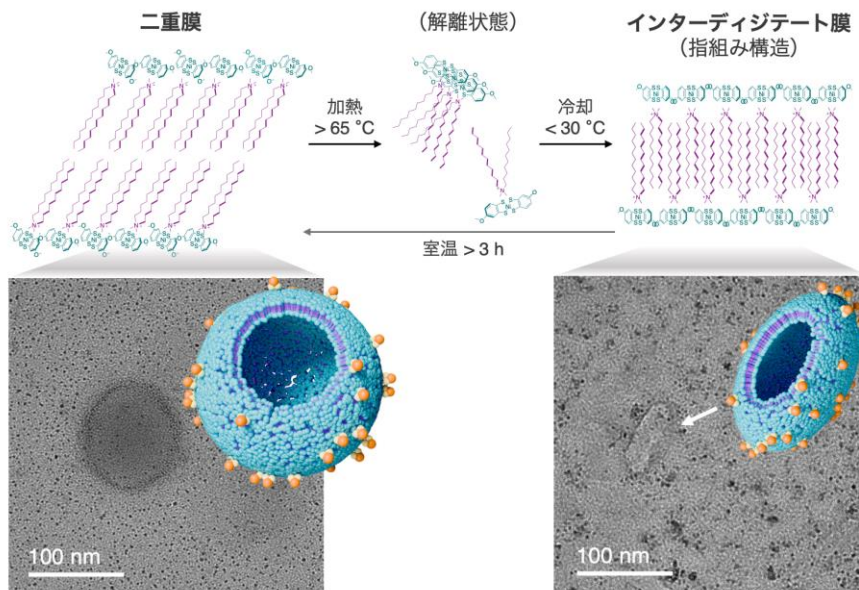 二重膜
(解離状態)
インターディジテート膜
(指組み構造)
加熱
> 65 °C
冷却
< 30 °C
室温 > 3 h
100 nm
100 nm